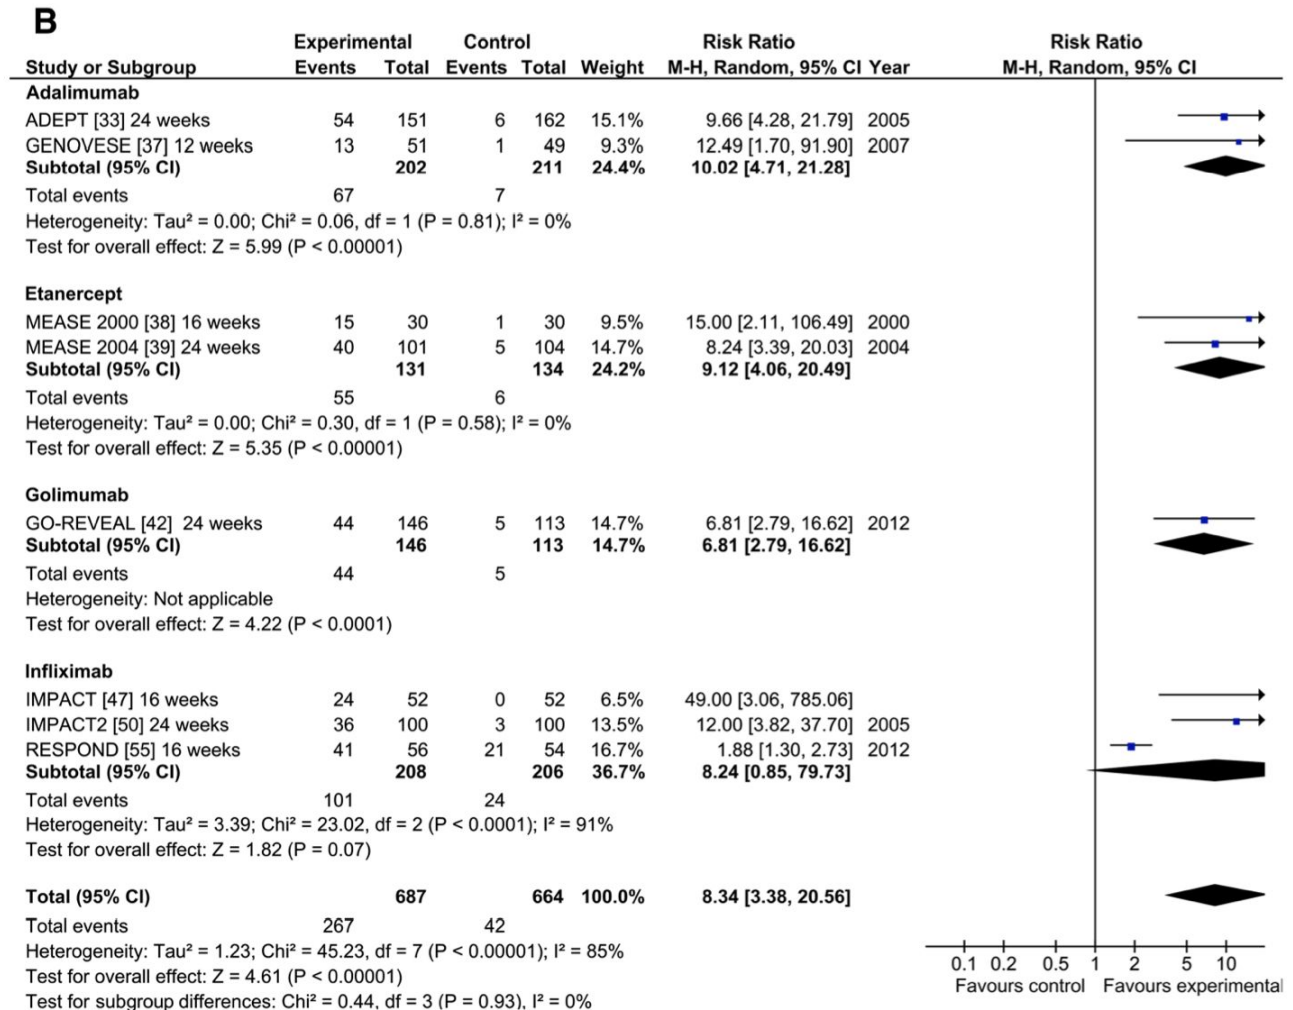 B
Experimental Control Risk Ratio Risk Ratio
Study or Subgroup Events Total Events Total Weight M-H, Random, 95% CI Year M-H, Random, 95% CI
Adalimumab
ADEPT [33] 24 weeks 54 151 6 162 15.1% 9.66 [4.28, 21.79] 2005
GENOVESE [37] 12 weeks 13 51 1 49 9.3% 12.49 [1.70, 91.90] 2007
Subtotal (95% CI) 202 211 24.4% 10.02 [4.71, 21.28]
Total events 67 7
Heterogeneity: Tau² = 0.00; Chi² = 0.06, df = 1 (P = 0.81); I² = 0%
Test for overall effect: Z = 5.99 (P < 0.00001)
Etanercept
MEASE 2000 [38] 16 weeks 15 30 1 30 9.5% 15.00 [2.11, 106.49] 2000
MEASE 2004 [39] 24 weeks 40 101 5 104 14.7% 8.24 [3.39, 20.03] 2004
Subtotal (95% CI) 131 134 24.2% 9.12 [4.06, 20.49]
Total events 55 6
Heterogeneity: Tau² = 0.00; Chi² = 0.30, df = 1 (P = 0.58); I² = 0%
Test for overall effect: Z = 5.35 (P < 0.00001)
Golimumab
GO-REVEAL [42] 24 weeks 44 146 5 113 14.7% 6.81 [2.79, 16.62] 2012
Subtotal (95% CI) 146 113 14.7% 6.81 [2.79, 16.62]
Total events 44 5
Heterogeneity: Not applicable
Test for overall effect: Z = 4.22 (P < 0.0001)
Infliximab
IMPACT [47] 16 weeks 24 52 0 52 6.5% 49.00 [3.06, 785.06]
IMPACT2 [50] 24 weeks 36 100 3 100 13.5% 12.00 [3.82, 37.70] 2005
RESPOND [55] 16 weeks 41 56 21 54 16.7% 1.88 [1.30, 2.73] 2012
Subtotal (95% CI) 208 206 36.7% 8.24 [0.85, 79.73]
Total events 101 24
Heterogeneity: Tau² = 3.39; Chi² = 23.02, df = 2 (P < 0.0001); I² = 91%
Test for overall effect: Z = 1.82 (P = 0.07)
Total (95% CI) 687 664 100.0% 8.34 [3.38, 20.56]
Total events 267 42
Heterogeneity: Tau² = 1.23; Chi² = 45.23, df = 7 (P < 0.00001); I² = 85%
Test for overall effect: Z = 4.61 (P < 0.00001)
Test for subgroup differences: Chi² = 0.44, df = 3 (P = 0.93), I² = 0%
0.1 0.2 0.5 1 2 5 10
Favours control Favours experimental